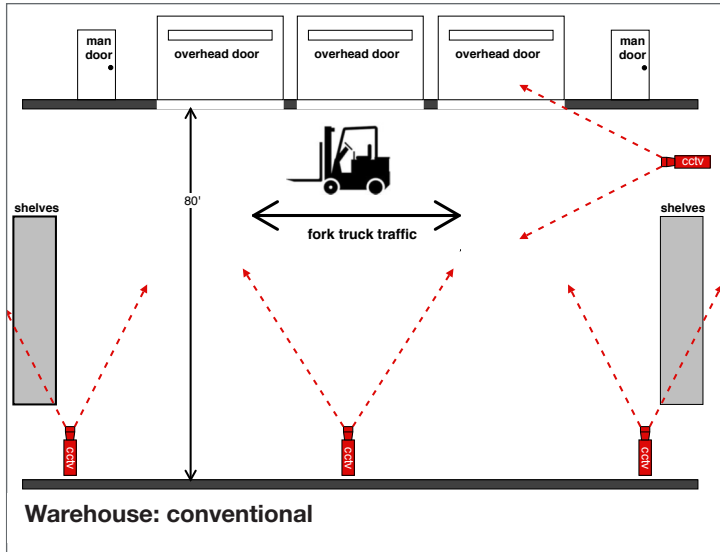 man
door
overhead door
overhead door
overhead door
man
door
cctv
80'
shelves
shelves
fork truck traffic
cctv
cctv
cctv
Warehouse: conventional